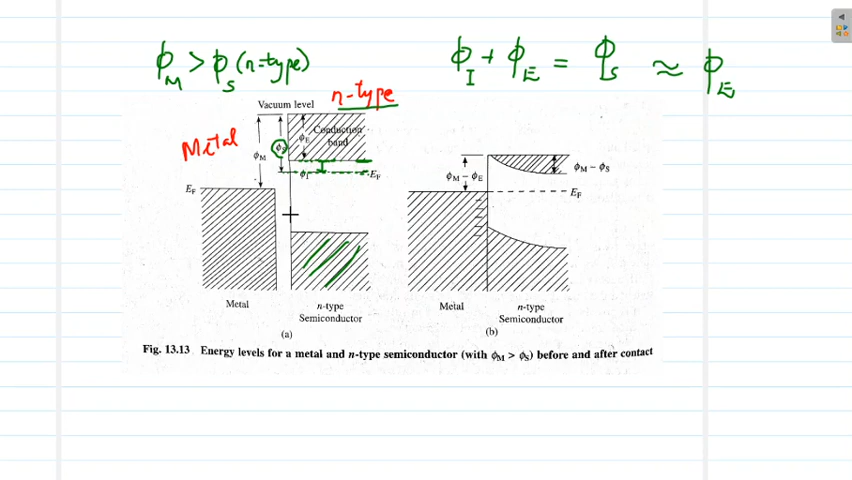 ϕM > ϕS (n-type)
ϕI + ϕE = ϕS ≈ ϕE
n-type
Metal
Vacuum level
Conduction
band
ϕE
ϕS
ϕM
ϕI
EF
EF
Metal
n-type
Semiconductor
(a)
ϕM − ϕE
ϕM − ϕS
EF
Metal
n-type
Semiconductor
(b)
Fig. 13.13 Energy levels for a metal and n-type semiconductor (with ϕM > ϕS) before and after contact